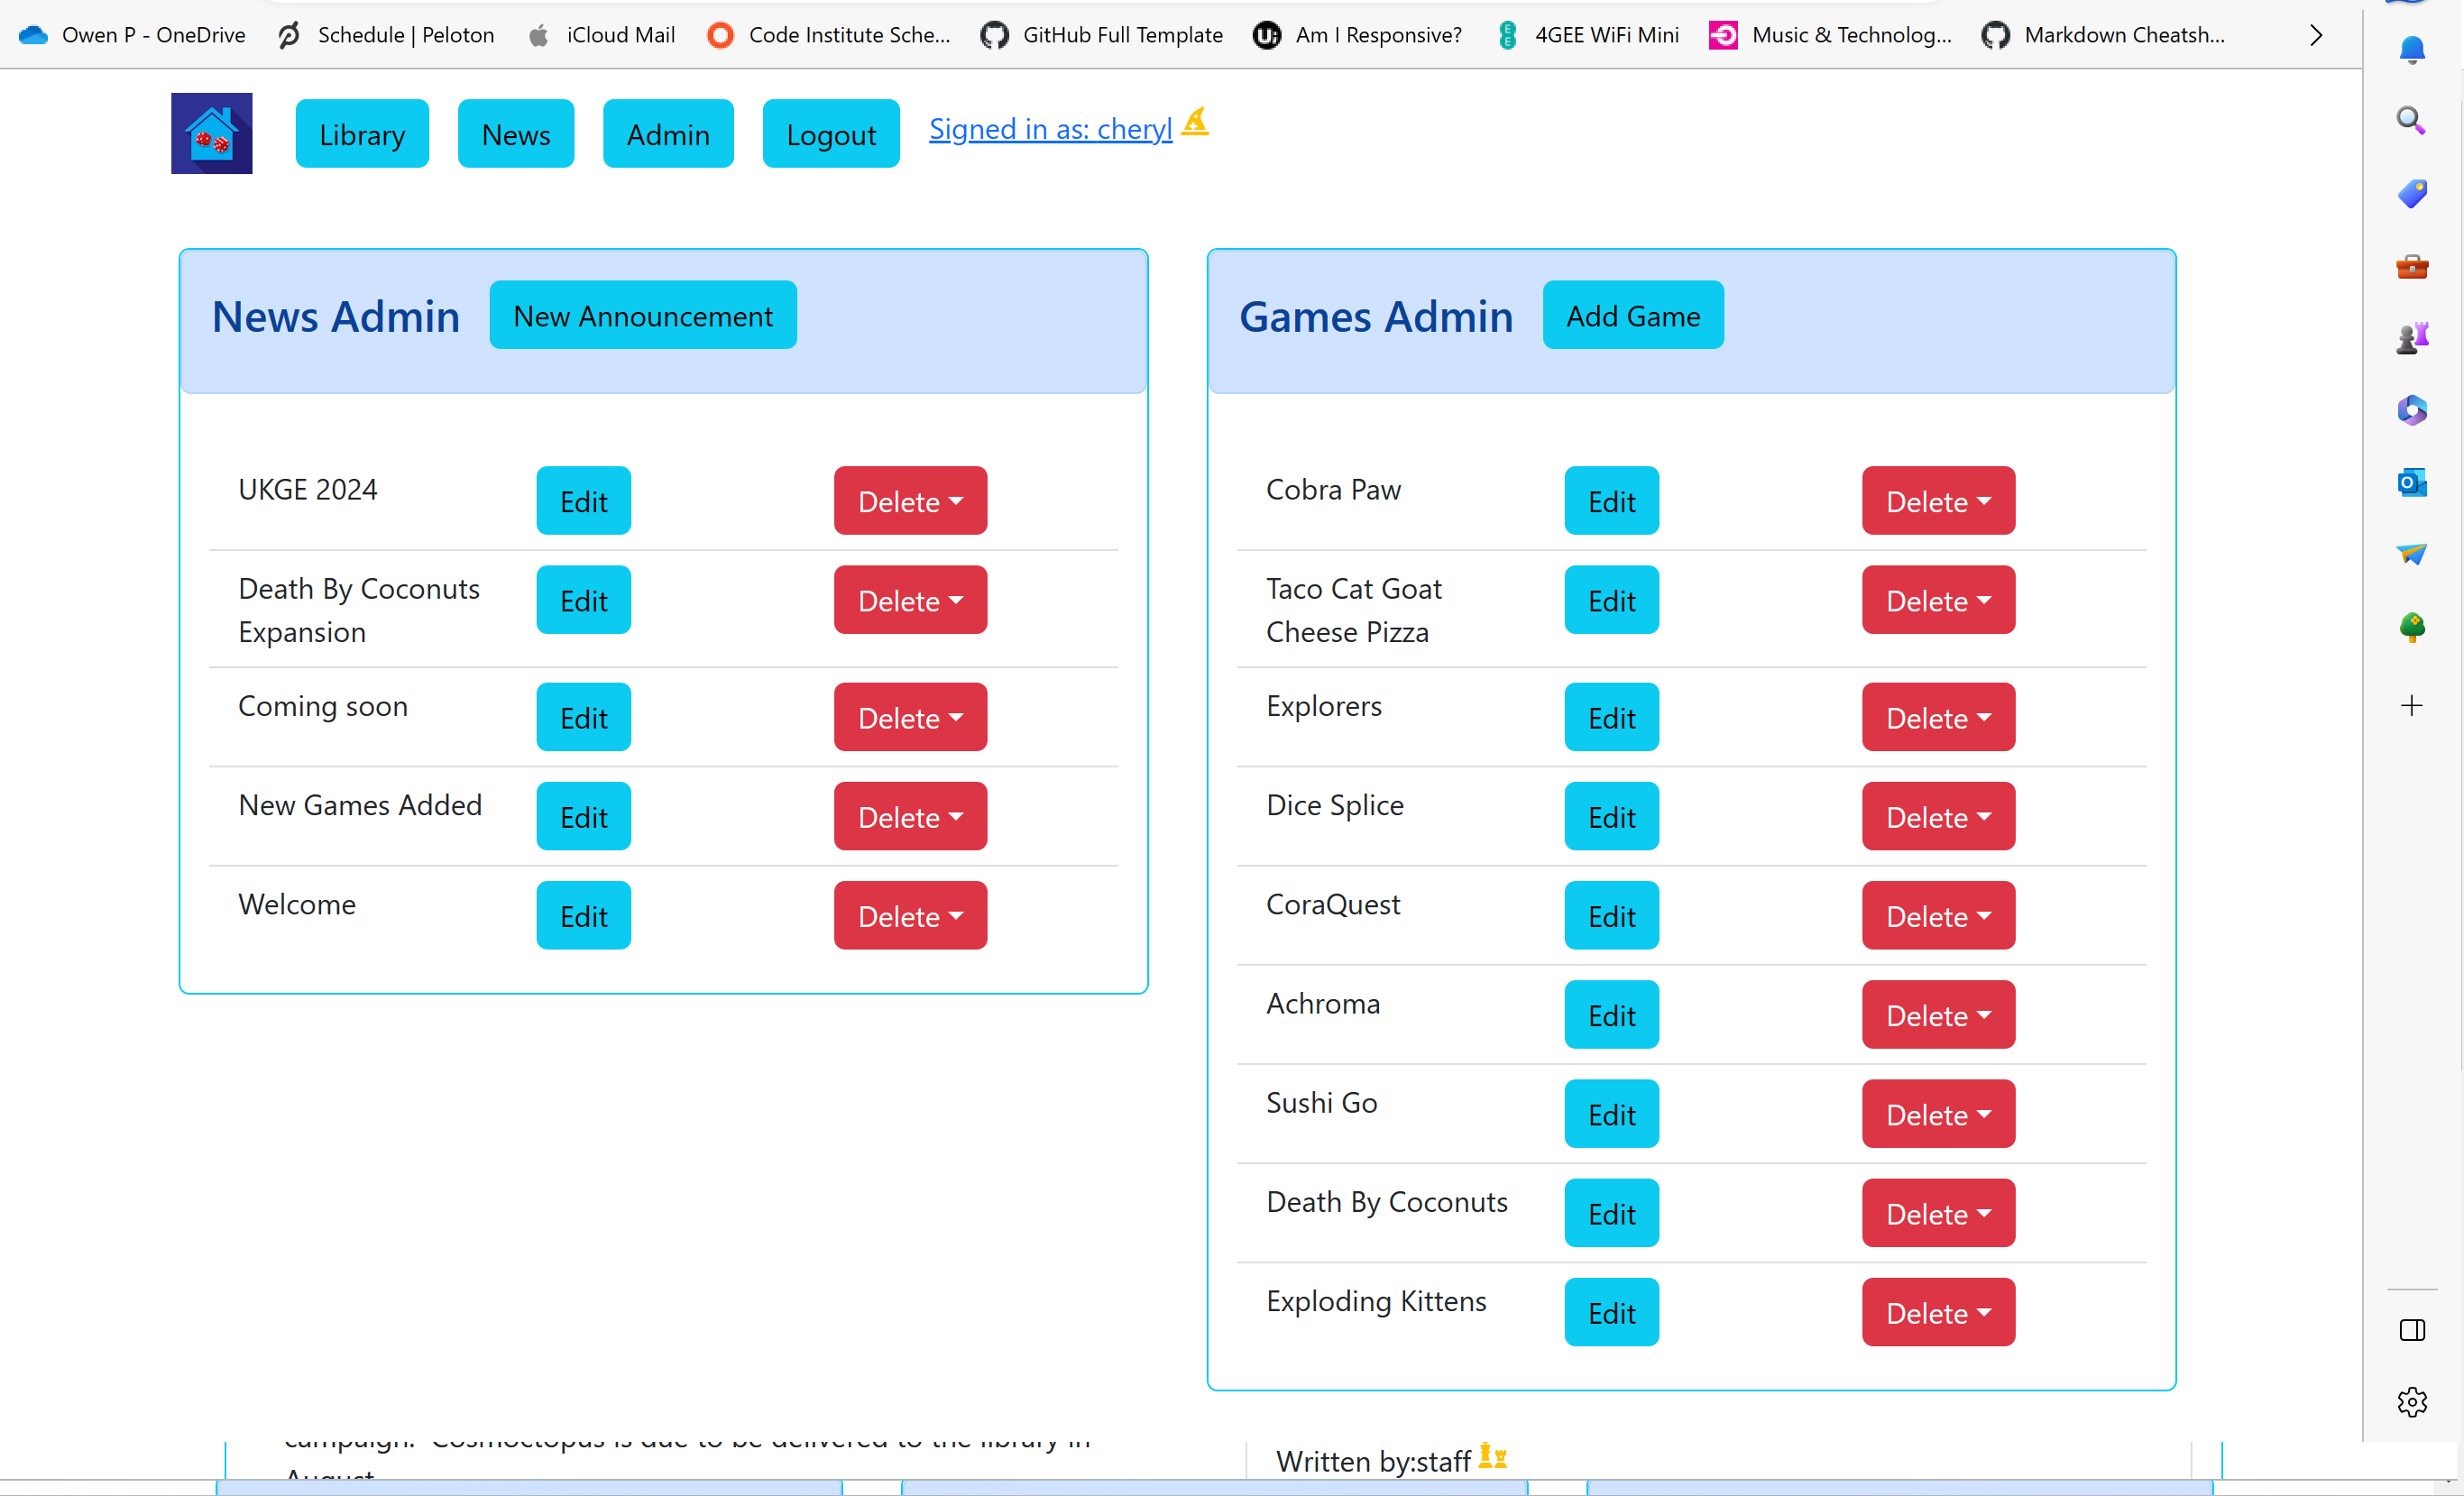 Owen P - OneDrive Schedule | Peloton iCloud Mail Code Institute Sche... GitHub Full Template Am I Responsive? 4GEE WiFi Mini Music & Technolog... Markdown Cheatsh...
Library News Admin Logout Signed in as: cheryl
News Admin New Announcement
UKGE 2024 Edit Delete
Death By Coconuts
Expansion Edit Delete
Coming soon Edit Delete
New Games Added Edit Delete
Welcome Edit Delete
Games Admin Add Game
Cobra Paw Edit Delete
Taco Cat Goat
Cheese Pizza Edit Delete
Explorers Edit Delete
Dice Splice Edit Delete
CoraQuest Edit Delete
Achroma Edit Delete
Sushi Go Edit Delete
Death By Coconuts Edit Delete
Exploding Kittens Edit Delete
campaign. Cosmoctopus is due to be delivered to the library in
August
Written by:staff